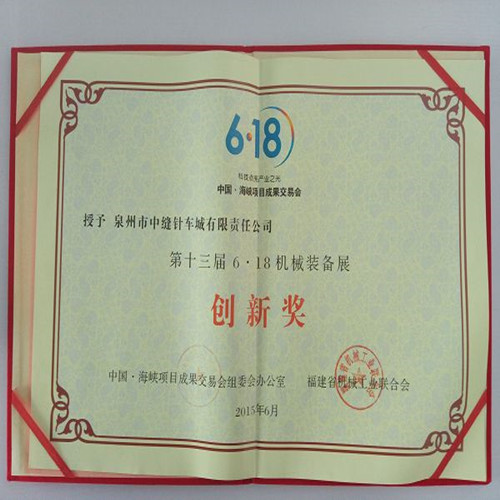 6·18
科技点亮产业之光
中国·海峡项目成果交易会
授予 泉州市中缝针车城有限责任公司
第十三届6·18机械装备展
创新奖
中国·海峡项目成果交易会组委会办公室 福建省机械工业联合会
2015年6月